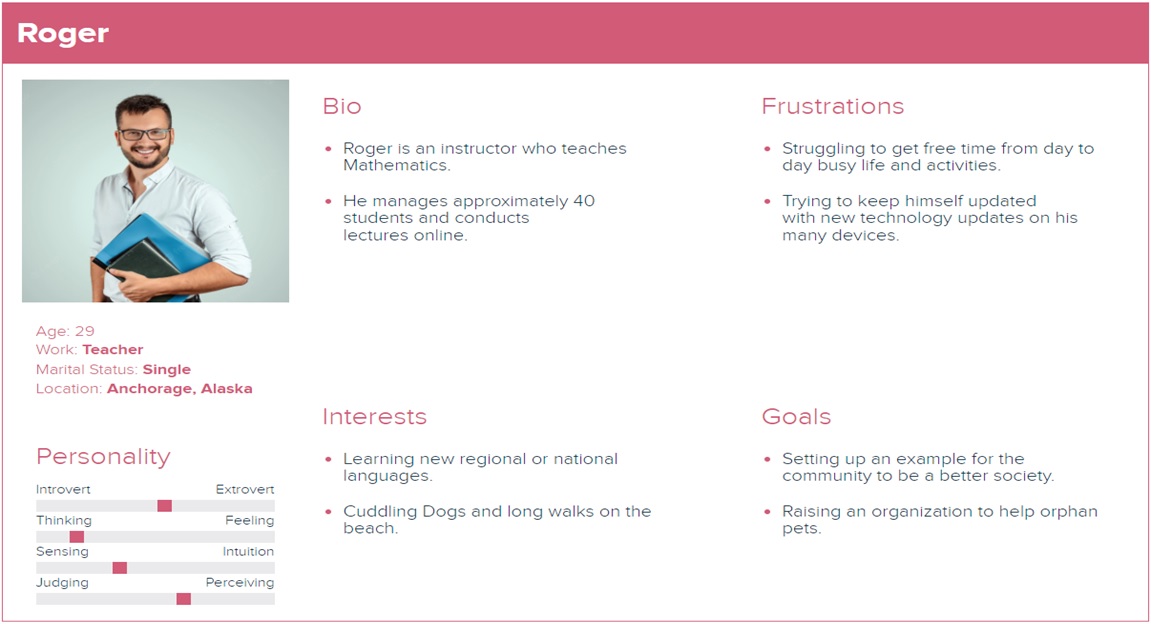 Roger
Bio
Roger is an instructor who teaches
Mathematics.
He manages approximately 40
students and conducts
lectures online.
Frustrations
Struggling to get free time from day to
day busy life and activities.
Trying to keep himself updated
with new technology updates on his
many devices.
Age: 29
Work: Teacher
Marital Status: Single
Location: Anchorage, Alaska
Personality
Introvert Extrovert
Thinking Feeling
Sensing Intuition
Judging Perceiving
Interests
Learning new regional or national
languages.
Cuddling Dogs and long walks on the
beach.
Goals
Setting up an example for the
community to be a better society.
Raising an organization to help orphan
pets.